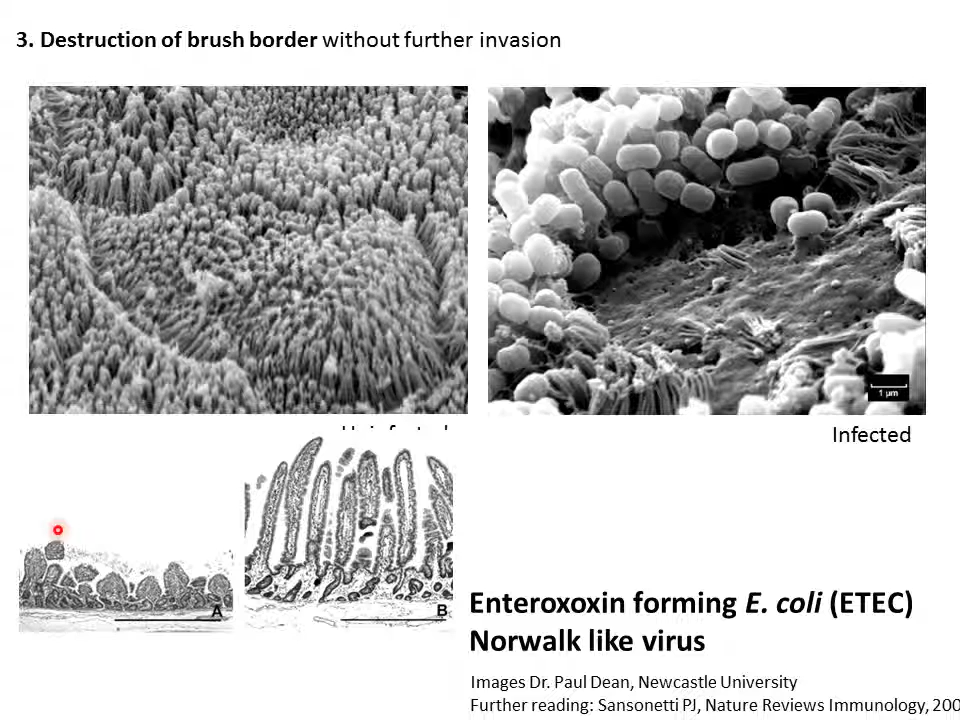 3. Destruction of brush border without further invasion
1 µm
Infected
A
B
Enteroxoxin forming E. coli (ETEC)
Norwalk like virus
Images Dr. Paul Dean, Newcastle University
Further reading: Sansonetti PJ, Nature Reviews Immunology, 200